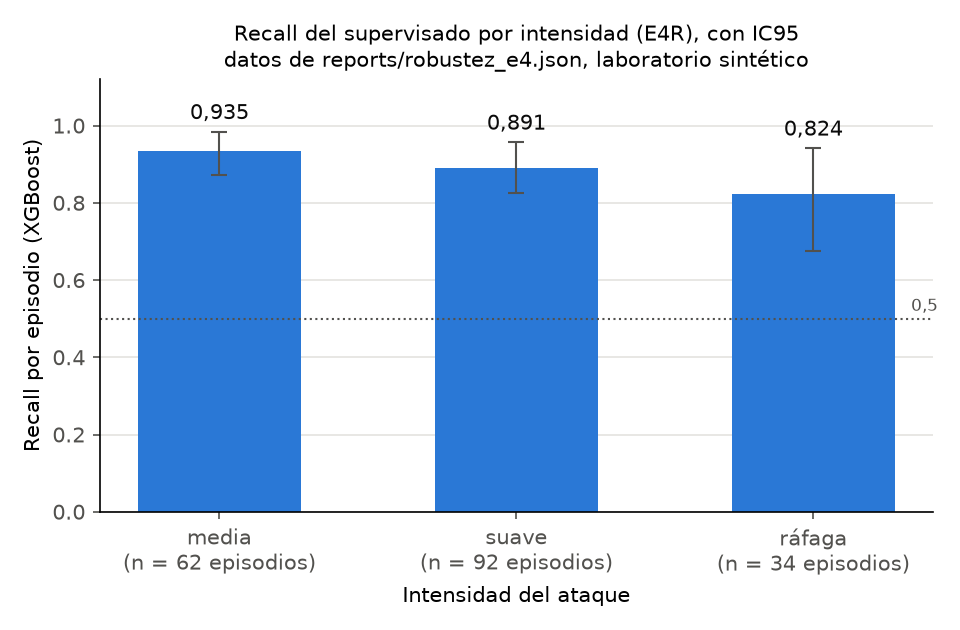 Recall del supervisado por intensidad (E4R), con IC95
datos de reports/robustez_e4.json, laboratorio sintético
Recall por episodio (XGBoost)
1.0
0.8
0.6
0.4
0.2
0.0
0,935
0,891
0,824
0,5
media
(n = 62 episodios)
suave
(n = 92 episodios)
ráfaga
(n = 34 episodios)
Intensidad del ataque